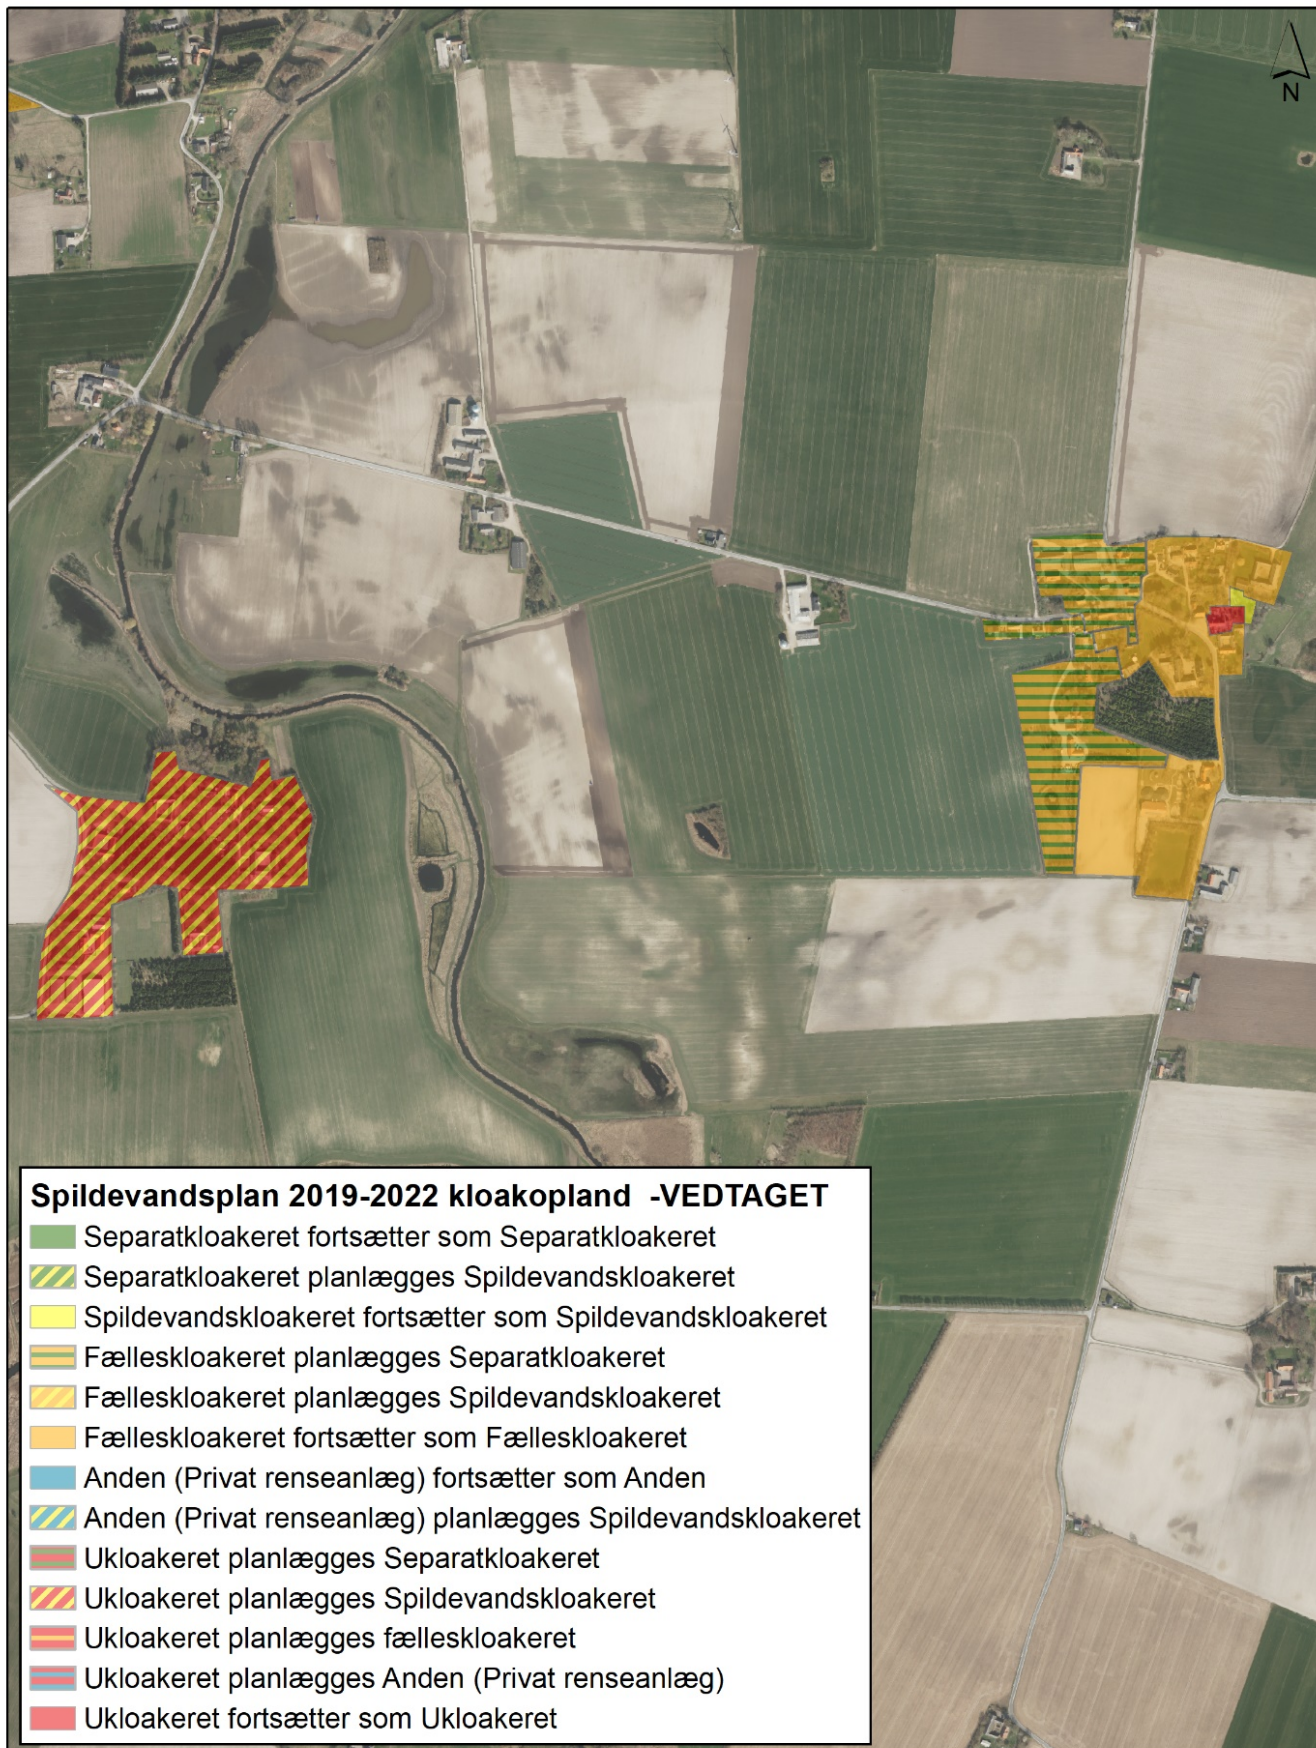 N
Spildevandsplan 2019-2022 kloakopland -VEDTAGET
Separatkloakeret fortsætter som Separatkloakeret
Separatkloakeret planlægges Spildevandskloakeret
Spildevandskloakeret fortsætter som Spildevandskloakeret
Fælleskloakeret planlægges Separatkloakeret
Fælleskloakeret planlægges Spildevandskloakeret
Fælleskloakeret fortsætter som Fælleskloakeret
Anden (Privat renseanlæg) fortsætter som Anden
Anden (Privat renseanlæg) planlægges Spildevandskloakeret
Ukloakeret planlægges Separatkloakeret
Ukloakeret planlægges Spildevandskloakeret
Ukloakeret planlægges fælleskloakeret
Ukloakeret planlægges Anden (Privat renseanlæg)
Ukloakeret fortsætter som Ukloakeret